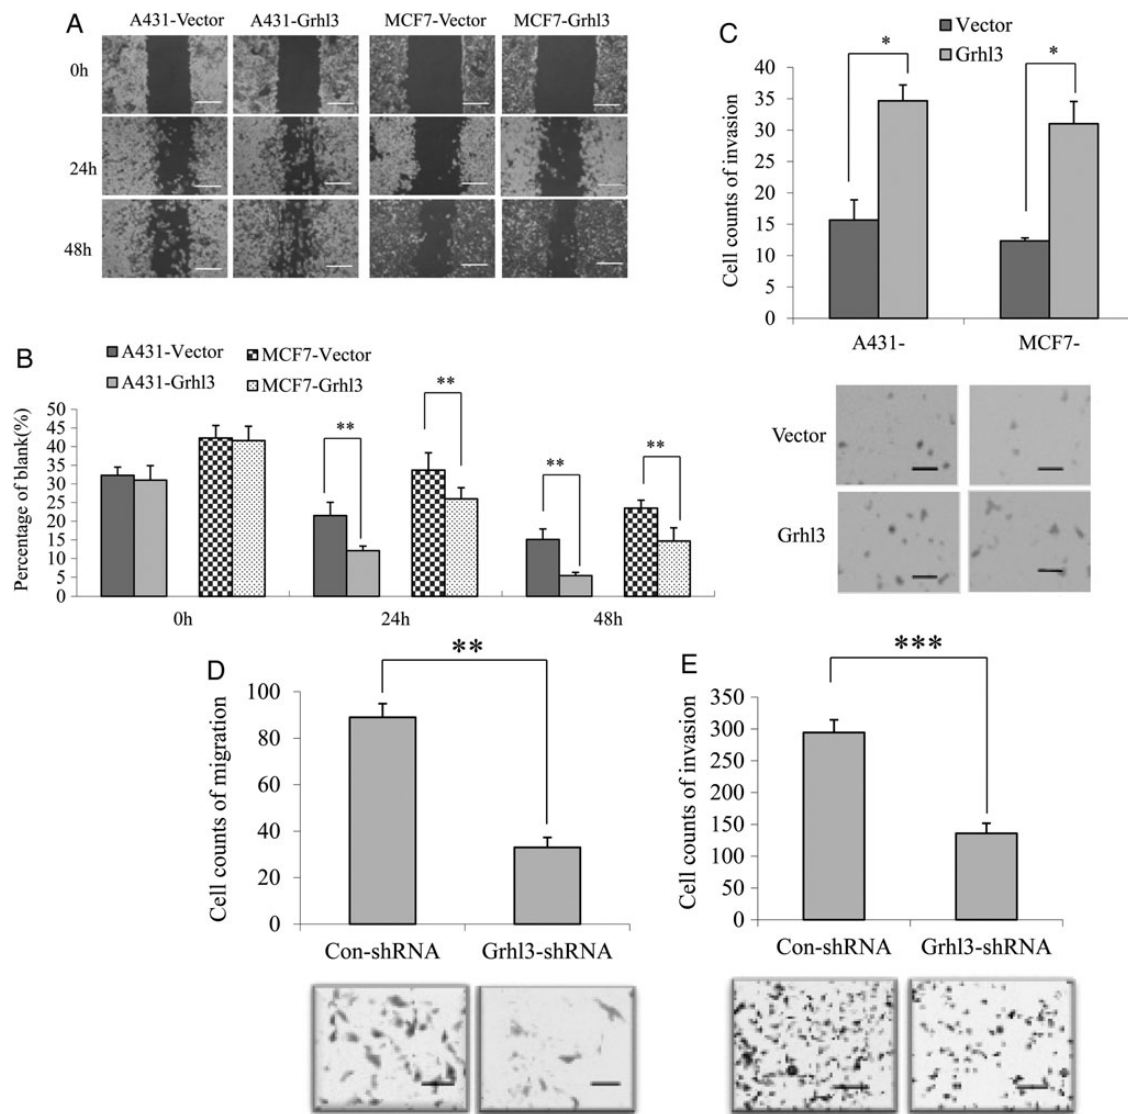 A
A431-Vector A431-Grhl3 MCF7-Vector MCF7-Grhl3
0h
24h
48h
B
A431-Vector MCF7-Vector
A431-Grhl3 MCF7-Grhl3
Percentage of blank(%)
50
45
40
35
30
25
20
15
10
5
0
** ** ** **
0h 24h 48h
C
Vector
Grhl3
* *
Cell counts of invasion
40
35
30
25
20
15
10
5
0
A431- MCF7-
Vector
Grhl3
D
**
Cell counts of migration
100
80
60
40
20
0
Con-shRNA Grhl3-shRNA
E
***
Cell counts of invasion
350
300
250
200
150
100
50
0
Con-shRNA Grhl3-shRNA